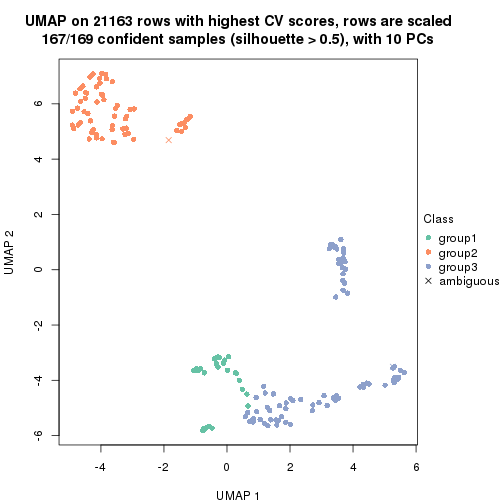 UMAP on 21163 rows with highest CV scores, rows are scaled
167/169 confident samples (silhouette > 0.5), with 10 PCs
6
4
2
0
-2
-4
-6
UMAP 2
-4
-2
0
2
4
6
UMAP 1
Class
group1
group2
group3
ambiguous